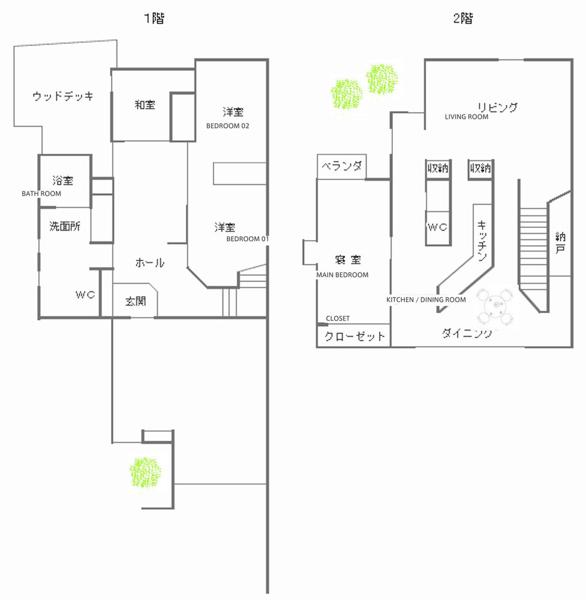 1階
ウッドデッキ
和室
洋室
BEDROOM 02
浴室
BATH ROOM
洗面所
洋室
BEDROOM 01
ホール
WC
玄関
2階
リビング
LIVING ROOM
ベランダ
収納
収納
WC
キッチン
納戸
寝室
MAIN BEDROOM
KITCHEN / DINING ROOM
CLOSET
クローゼット
ダイニング